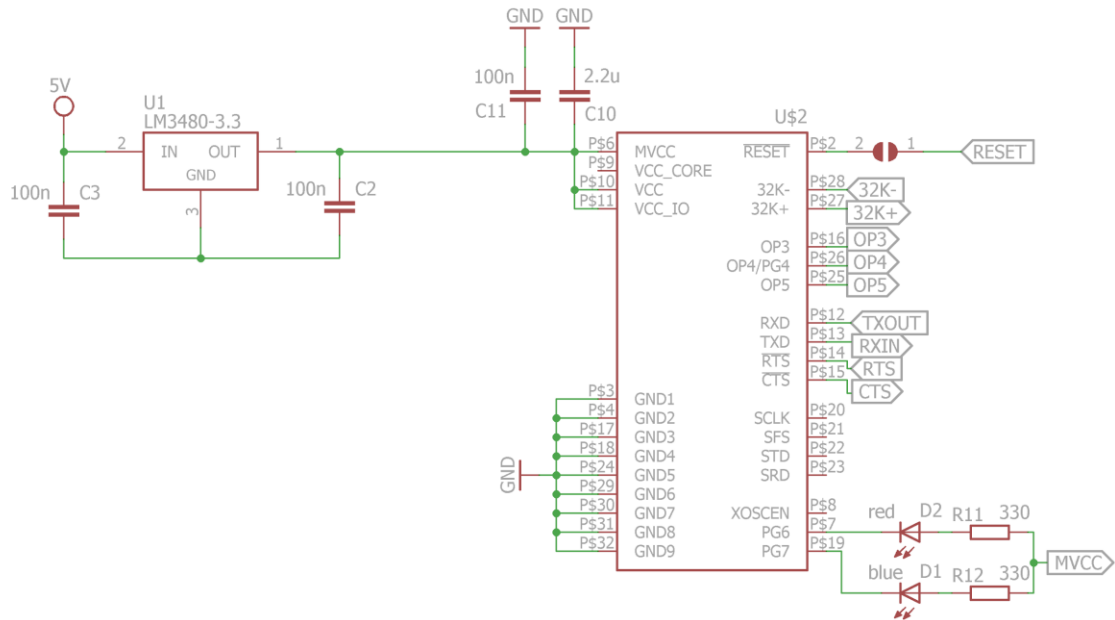 GND GND
100n 2.2u
C11 C10
5V
U1
LM3480-3.3
2 IN OUT 1
GND
3
100n C3
100n C2
U$2
P$6 MVCC
P$9 VCC_CORE
P$10 VCC
P$11 VCC_IO
RESET P$2 2 1 RESET
32K- P$28 32K-
32K+ P$27 32K+
OP3 P$16 OP3
OP4/PG4 P$26 OP4
OP5 P$25 OP5
RXD P$12 TXOUT
TXD P$13 RXIN
RTS P$14 RTS
CTS P$15 CTS
P$3 GND1
P$4 GND2
P$17 GND3
P$18 GND4
P$24 GND5
P$29 GND6
P$30 GND7
P$31 GND8
P$32 GND9
GND
SCLK P$20
SFS P$21
STD P$22
SRD P$23
XOSCEN P$8
PG6 P$7
PG7 P$19
red D2 R11 330
blue D1 R12 330
MVCC